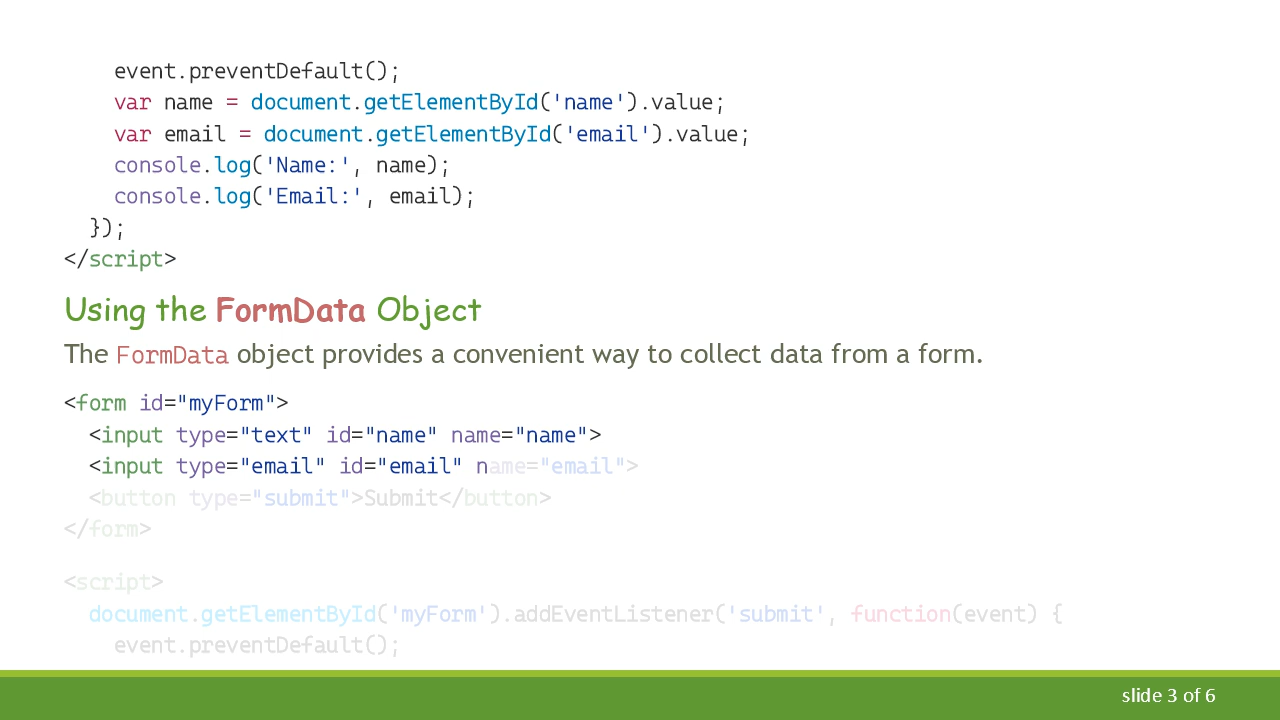 event.preventDefault();
var name = document.getElementById('name').value;
var email = document.getElementById('email').value;
console.log('Name:', name);
console.log('Email:', email);
});
</script>
Using the FormData Object
The FormData object provides a convenient way to collect data from a form.
<form id="myForm">
<input type="text" id="name" name="name">
<input type="email" id="email" name="email">
<button type="submit">Submit</button>
</form>
<script>
document.getElementById('myForm').addEventListener('submit', function(event) {
event.preventDefault();
slide 3 of 6